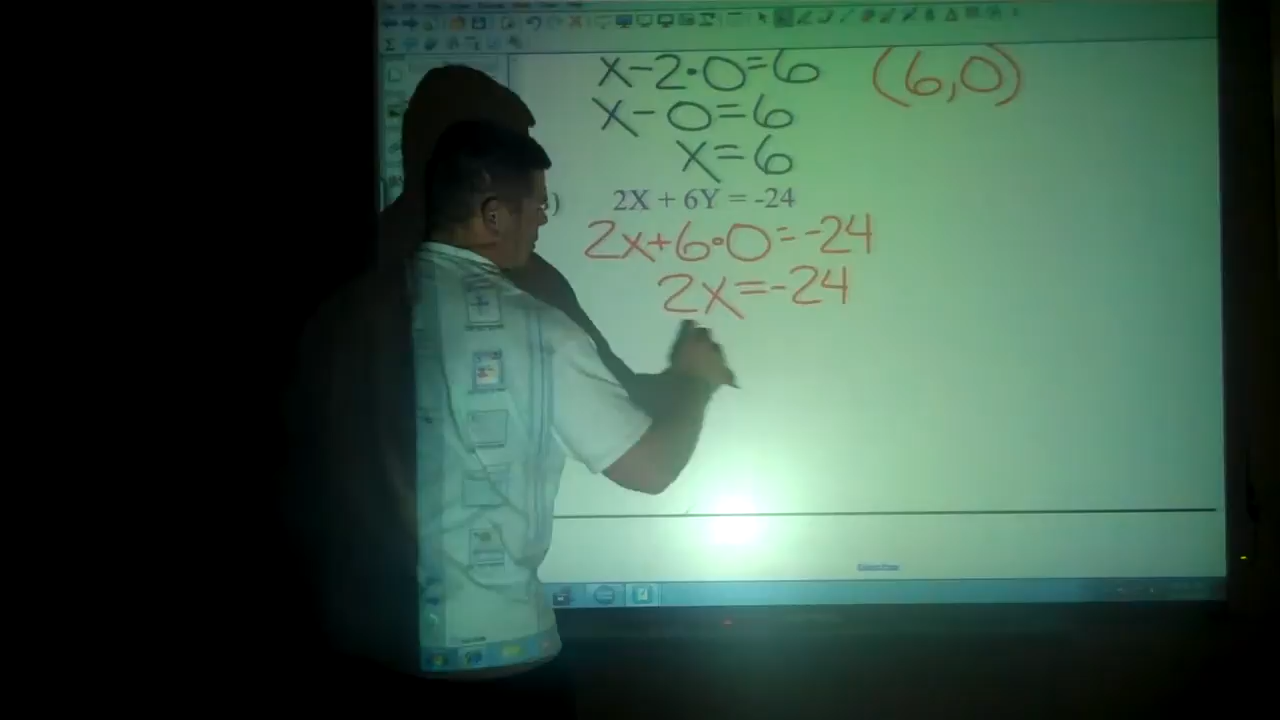 x-2•0=6 (6,0)
x-0=6
x=6
2X + 6Y = -24
2x+6•0=-24
2x=-24